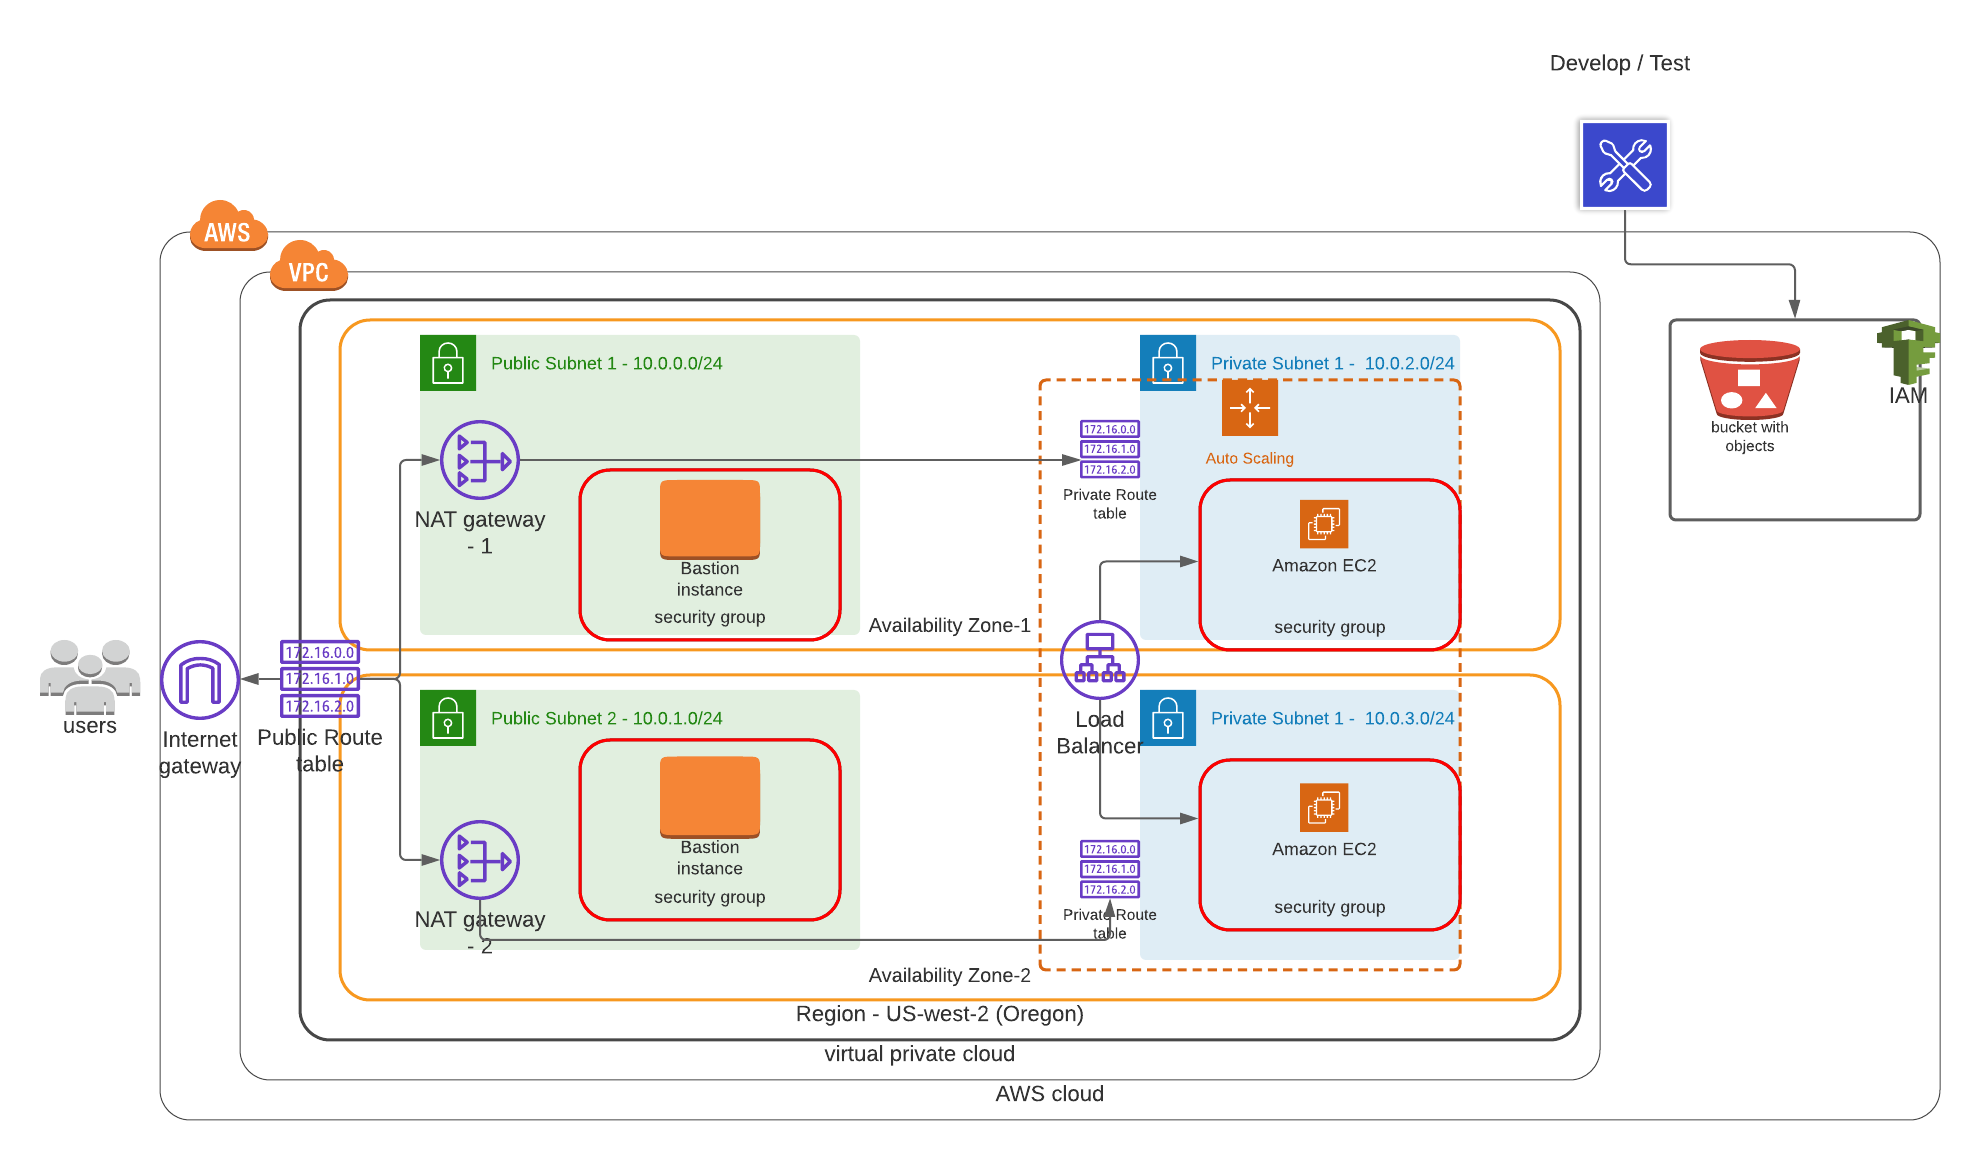 Develop / Test
AWS
VPC
Public Subnet 1 - 10.0.0.0/24
Private Subnet 1 - 10.0.2.0/24
Auto Scaling
172.16.0.0
172.16.1.0
172.16.2.0
Private Route
table
NAT gateway
- 1
Bastion
instance
security group
Amazon EC2
security group
Availability Zone-1
bucket with
objects
IAM
users
Internet
gateway
172.16.0.0
172.16.1.0
172.16.2.0
Public Route
table
Public Subnet 2 - 10.0.1.0/24
Load
Balancer
Private Subnet 1 - 10.0.3.0/24
Bastion
instance
security group
NAT gateway
- 2
172.16.0.0
172.16.1.0
172.16.2.0
Private Route
table
Amazon EC2
security group
Availability Zone-2
Region - US-west-2 (Oregon)
virtual private cloud
AWS cloud